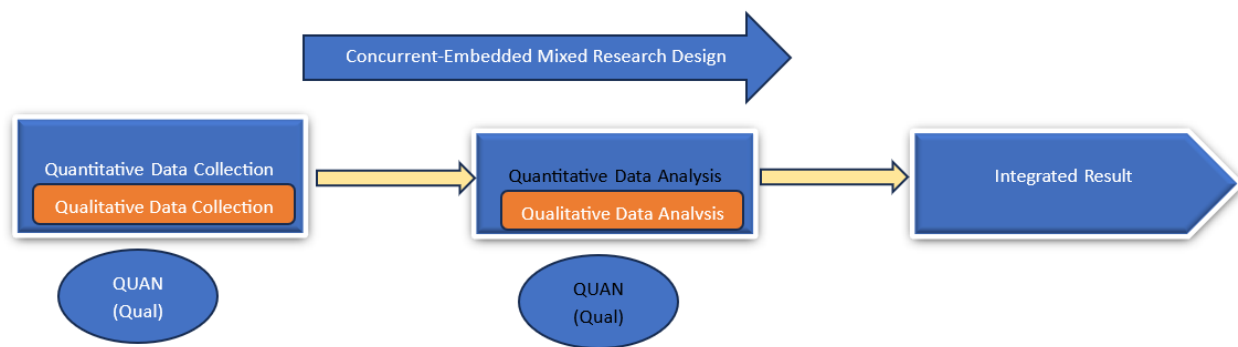 Concurrent-Embedded Mixed Research Design
Quantitative Data Collection
Qualitative Data Collection
Quantitative Data Analysis
Qualitative Data Analysis
Integrated Result
QUAN
(Qual)
QUAN
(Qual)